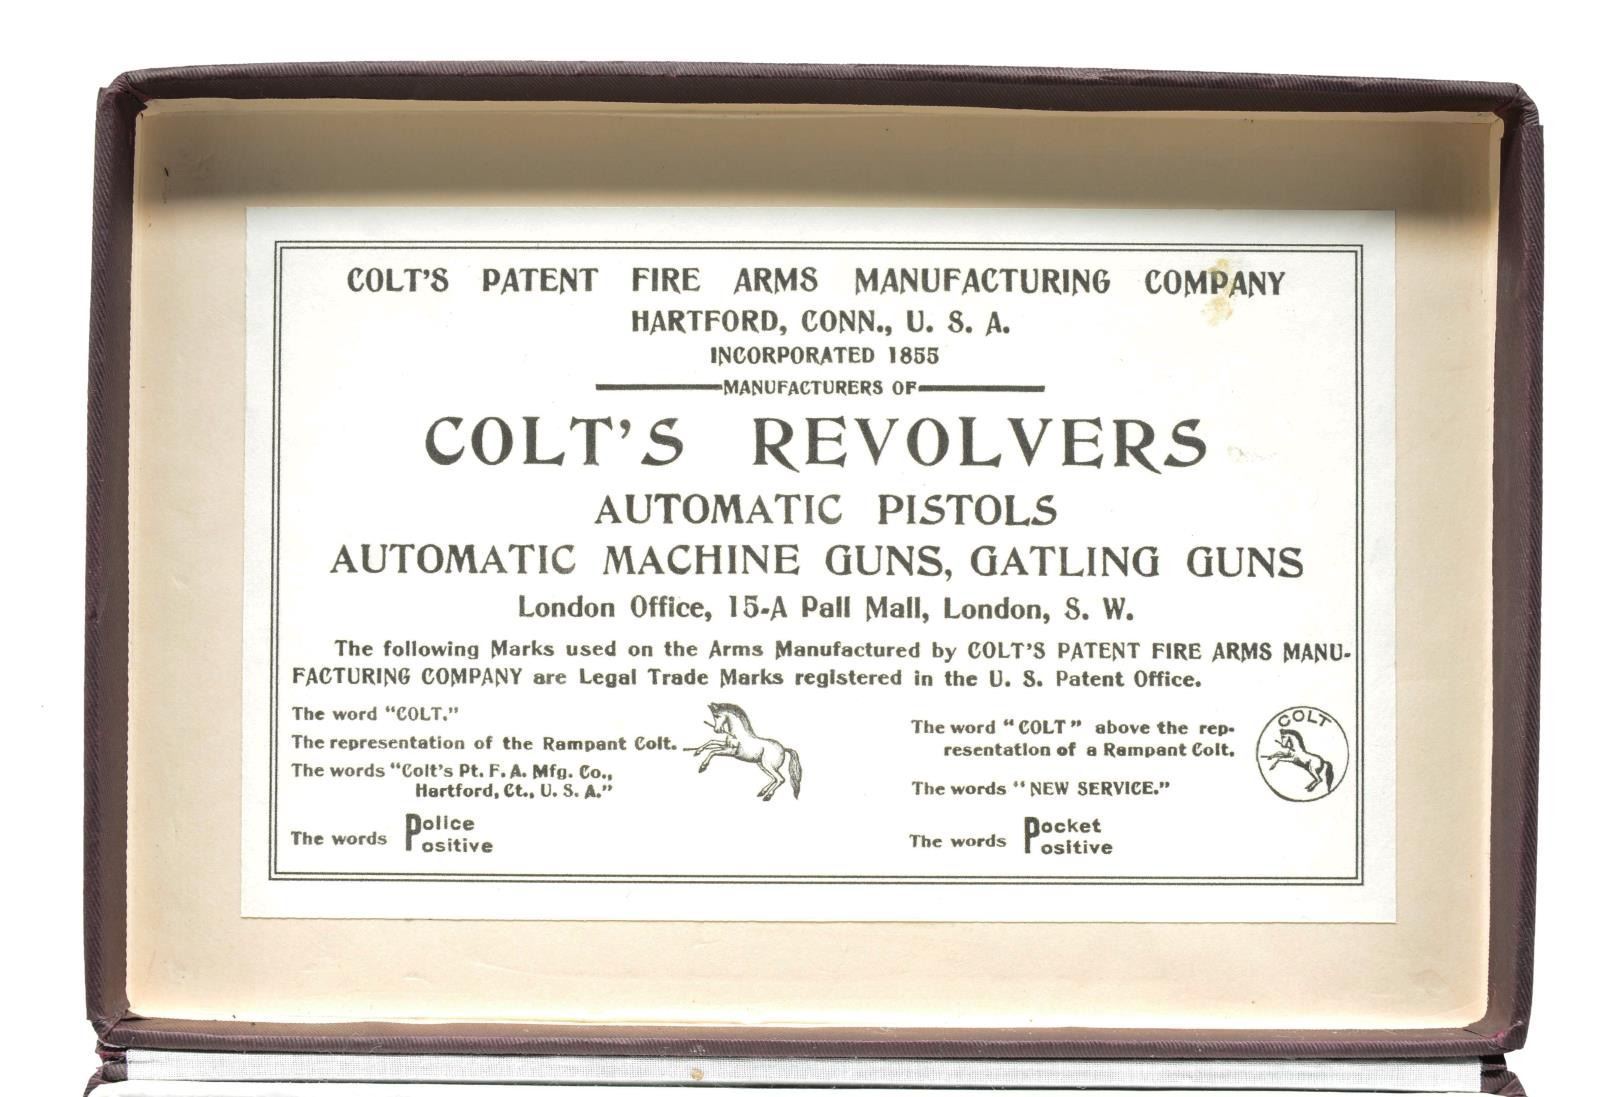 COLT'S PATENT FIRE ARMS MANUFACTURING COMPANY
HARTFORD, CONN., U. S. A.
INCORPORATED 1855
MANUFACTURERS OF
COLT'S REVOLVERS
AUTOMATIC PISTOLS
AUTOMATIC MACHINE GUNS, GATLING GUNS
London Office, 15-A Pall Mall, London, S. W.
The following Marks used on the Arms Manufactured by COLT'S PATENT FIRE ARMS MANU-
FACTURING COMPANY are Legal Trade Marks registered in the U. S. Patent Office.
The word "COLT."
The representation of the Rampant Colt.
The words "Colt's Pt. F. A. Mfg. Co.,
Hartford, Ct., U. S. A."
The words Police
Positive
The word "COLT" above the rep-
resentation of a Rampant Colt.
COLT
The words "NEW SERVICE."
The words Pocket
Positive